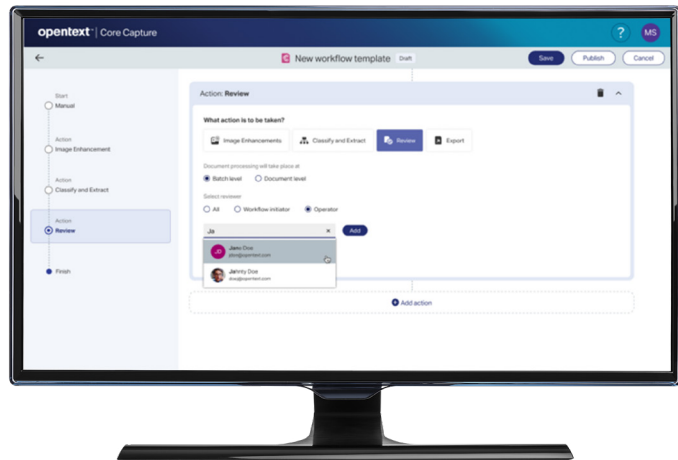 opentext™ | Core Capture
? MS
← New workflow template Draft Save Publish Cancel
Start
Manual
Action
Image Enhancement
Action
Classify and Extract
Action
Review
Finish
Action: Review
What action is to be taken?
Image Enhancements Classify and Extract Review Export
Document processing will take place at
Batch level Document level
Select reviewer
All Workflow initiator Operator
Ja × Add
JD Jane Doe
jdoe@opentext.com
Doe
Add action